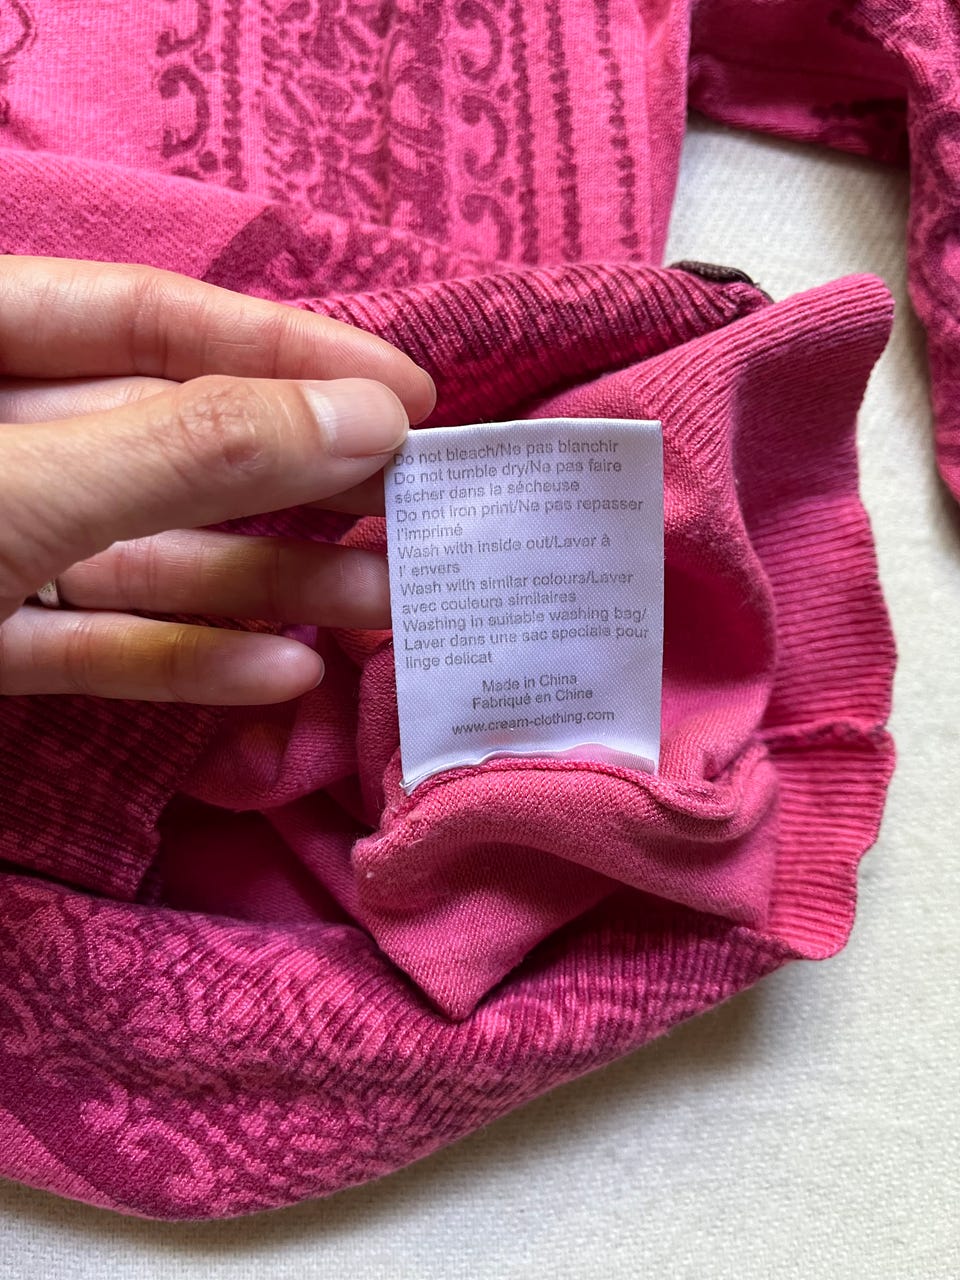 Do not bleach/Ne pas blanchir
Do not tumble dry/Ne pas faire
sécher dans la sécheuse
Do not iron print/Ne pas repasser
l'imprimé
Wash with inside out/Laver à
l' envers
Wash with similar colours/Laver
avec couleurs similaires
Washing in suitable washing bag/
Laver dans une sac speciale pour
linge delicat
Made in China
Fabriqué en Chine
www.cream-clothing.com